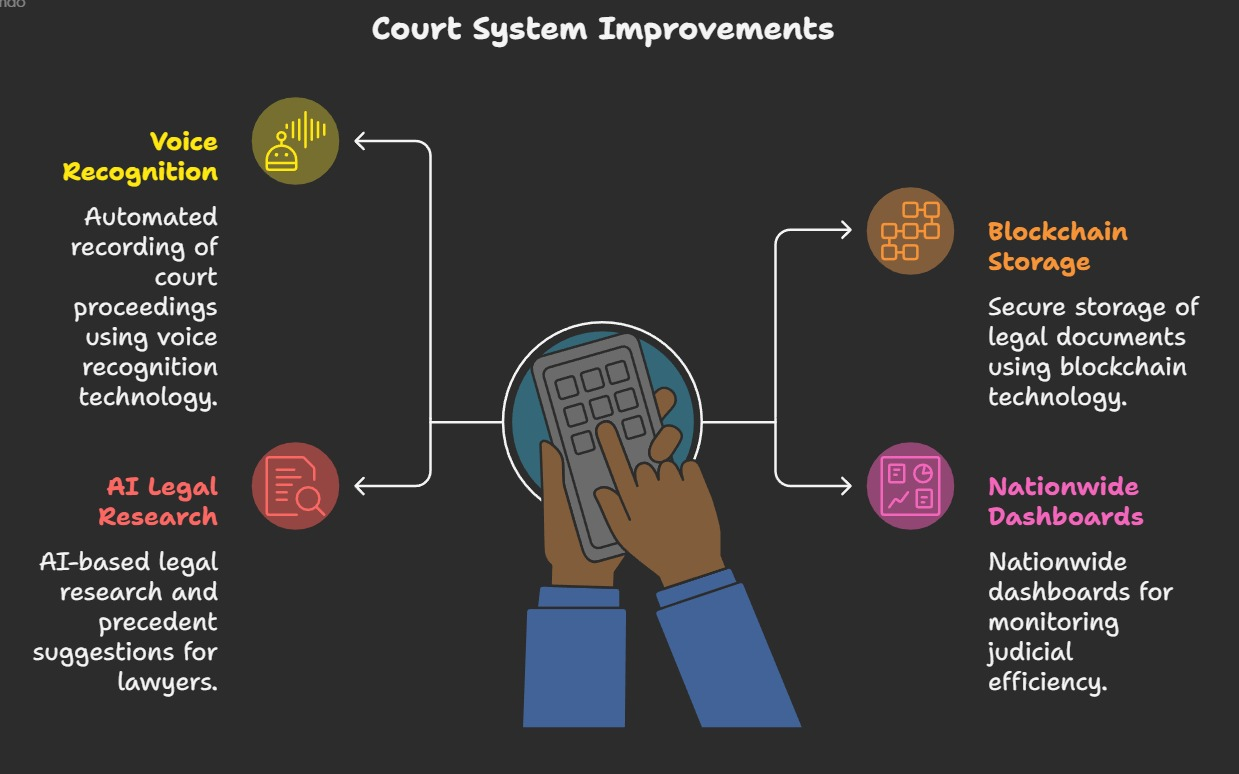 Court System Improvements
Voice
Recognition
Automated
recording of
court
proceedings
using voice
recognition
technology.
AI Legal
Research
AI-based legal
research and
precedent
suggestions for
lawyers.
Blockchain
Storage
Secure storage of
legal documents
using blockchain
technology.
Nationwide
Dashboards
Nationwide
dashboards for
monitoring
judicial
efficiency.